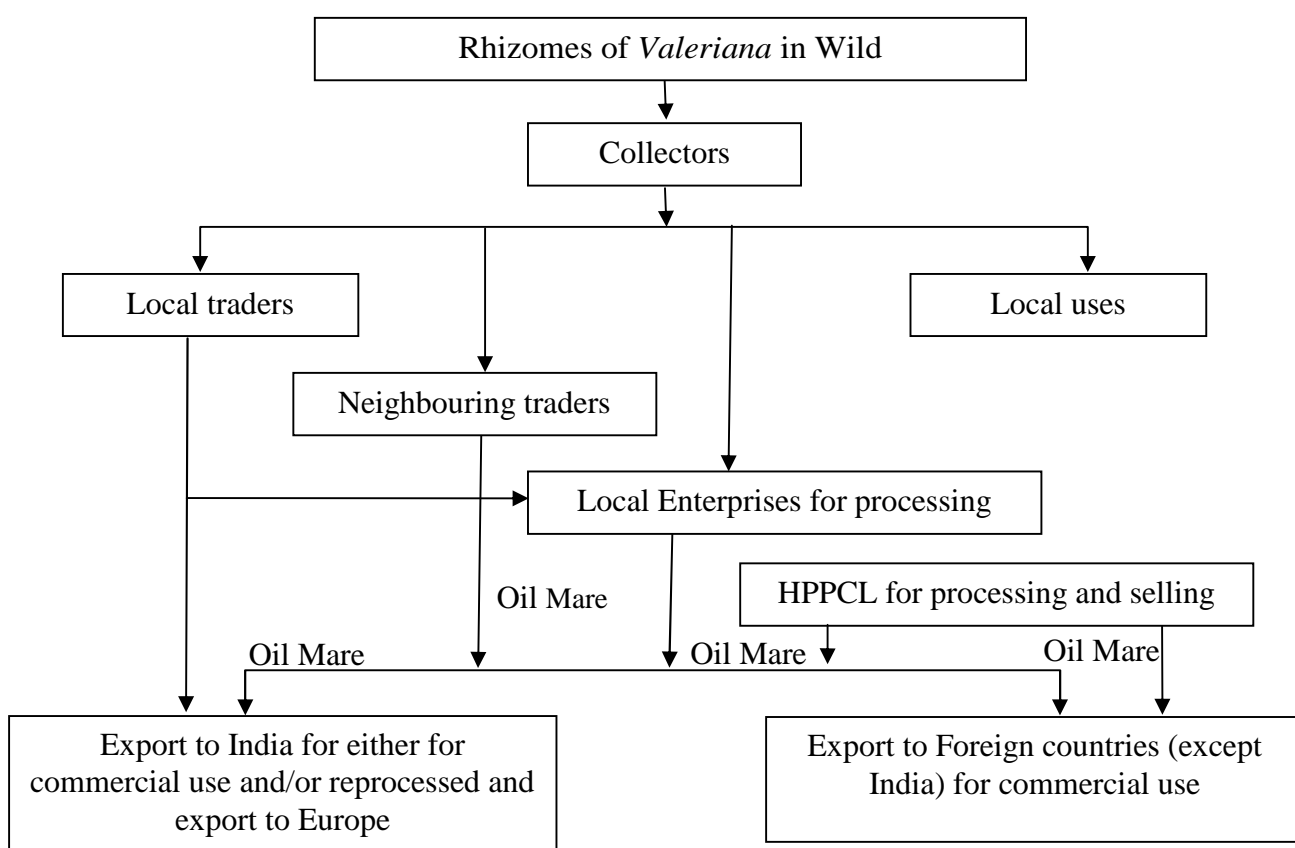 Rhizomes of Valeriana in Wild
Collectors
Local traders
Local uses
Neighbouring traders
Local Enterprises for processing
HPPCL for processing and selling
Oil Mare
Oil Mare
Oil Mare
Oil Mare
Export to India for either for
commercial use and/or reprocessed and
export to Europe
Export to Foreign countries (except
India) for commercial use